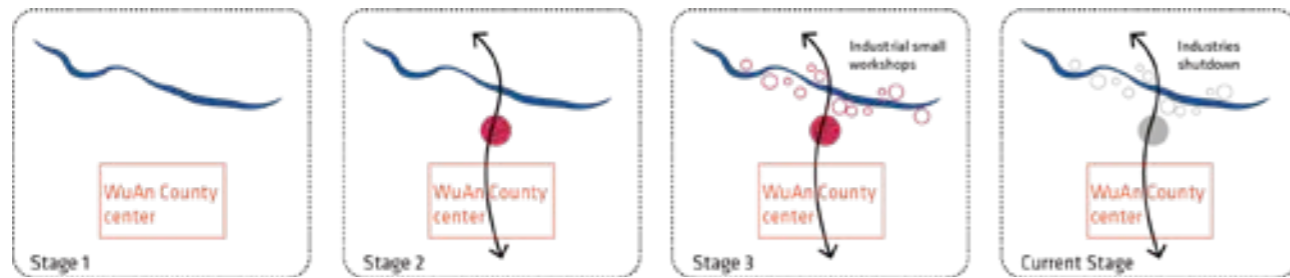 WuAn County
center
Stage 1
WuAn County
center
Stage 2
Industrial small
workshops
WuAn County
center
Stage 3
Industries
shutdown
WuAn County
center
Current Stage